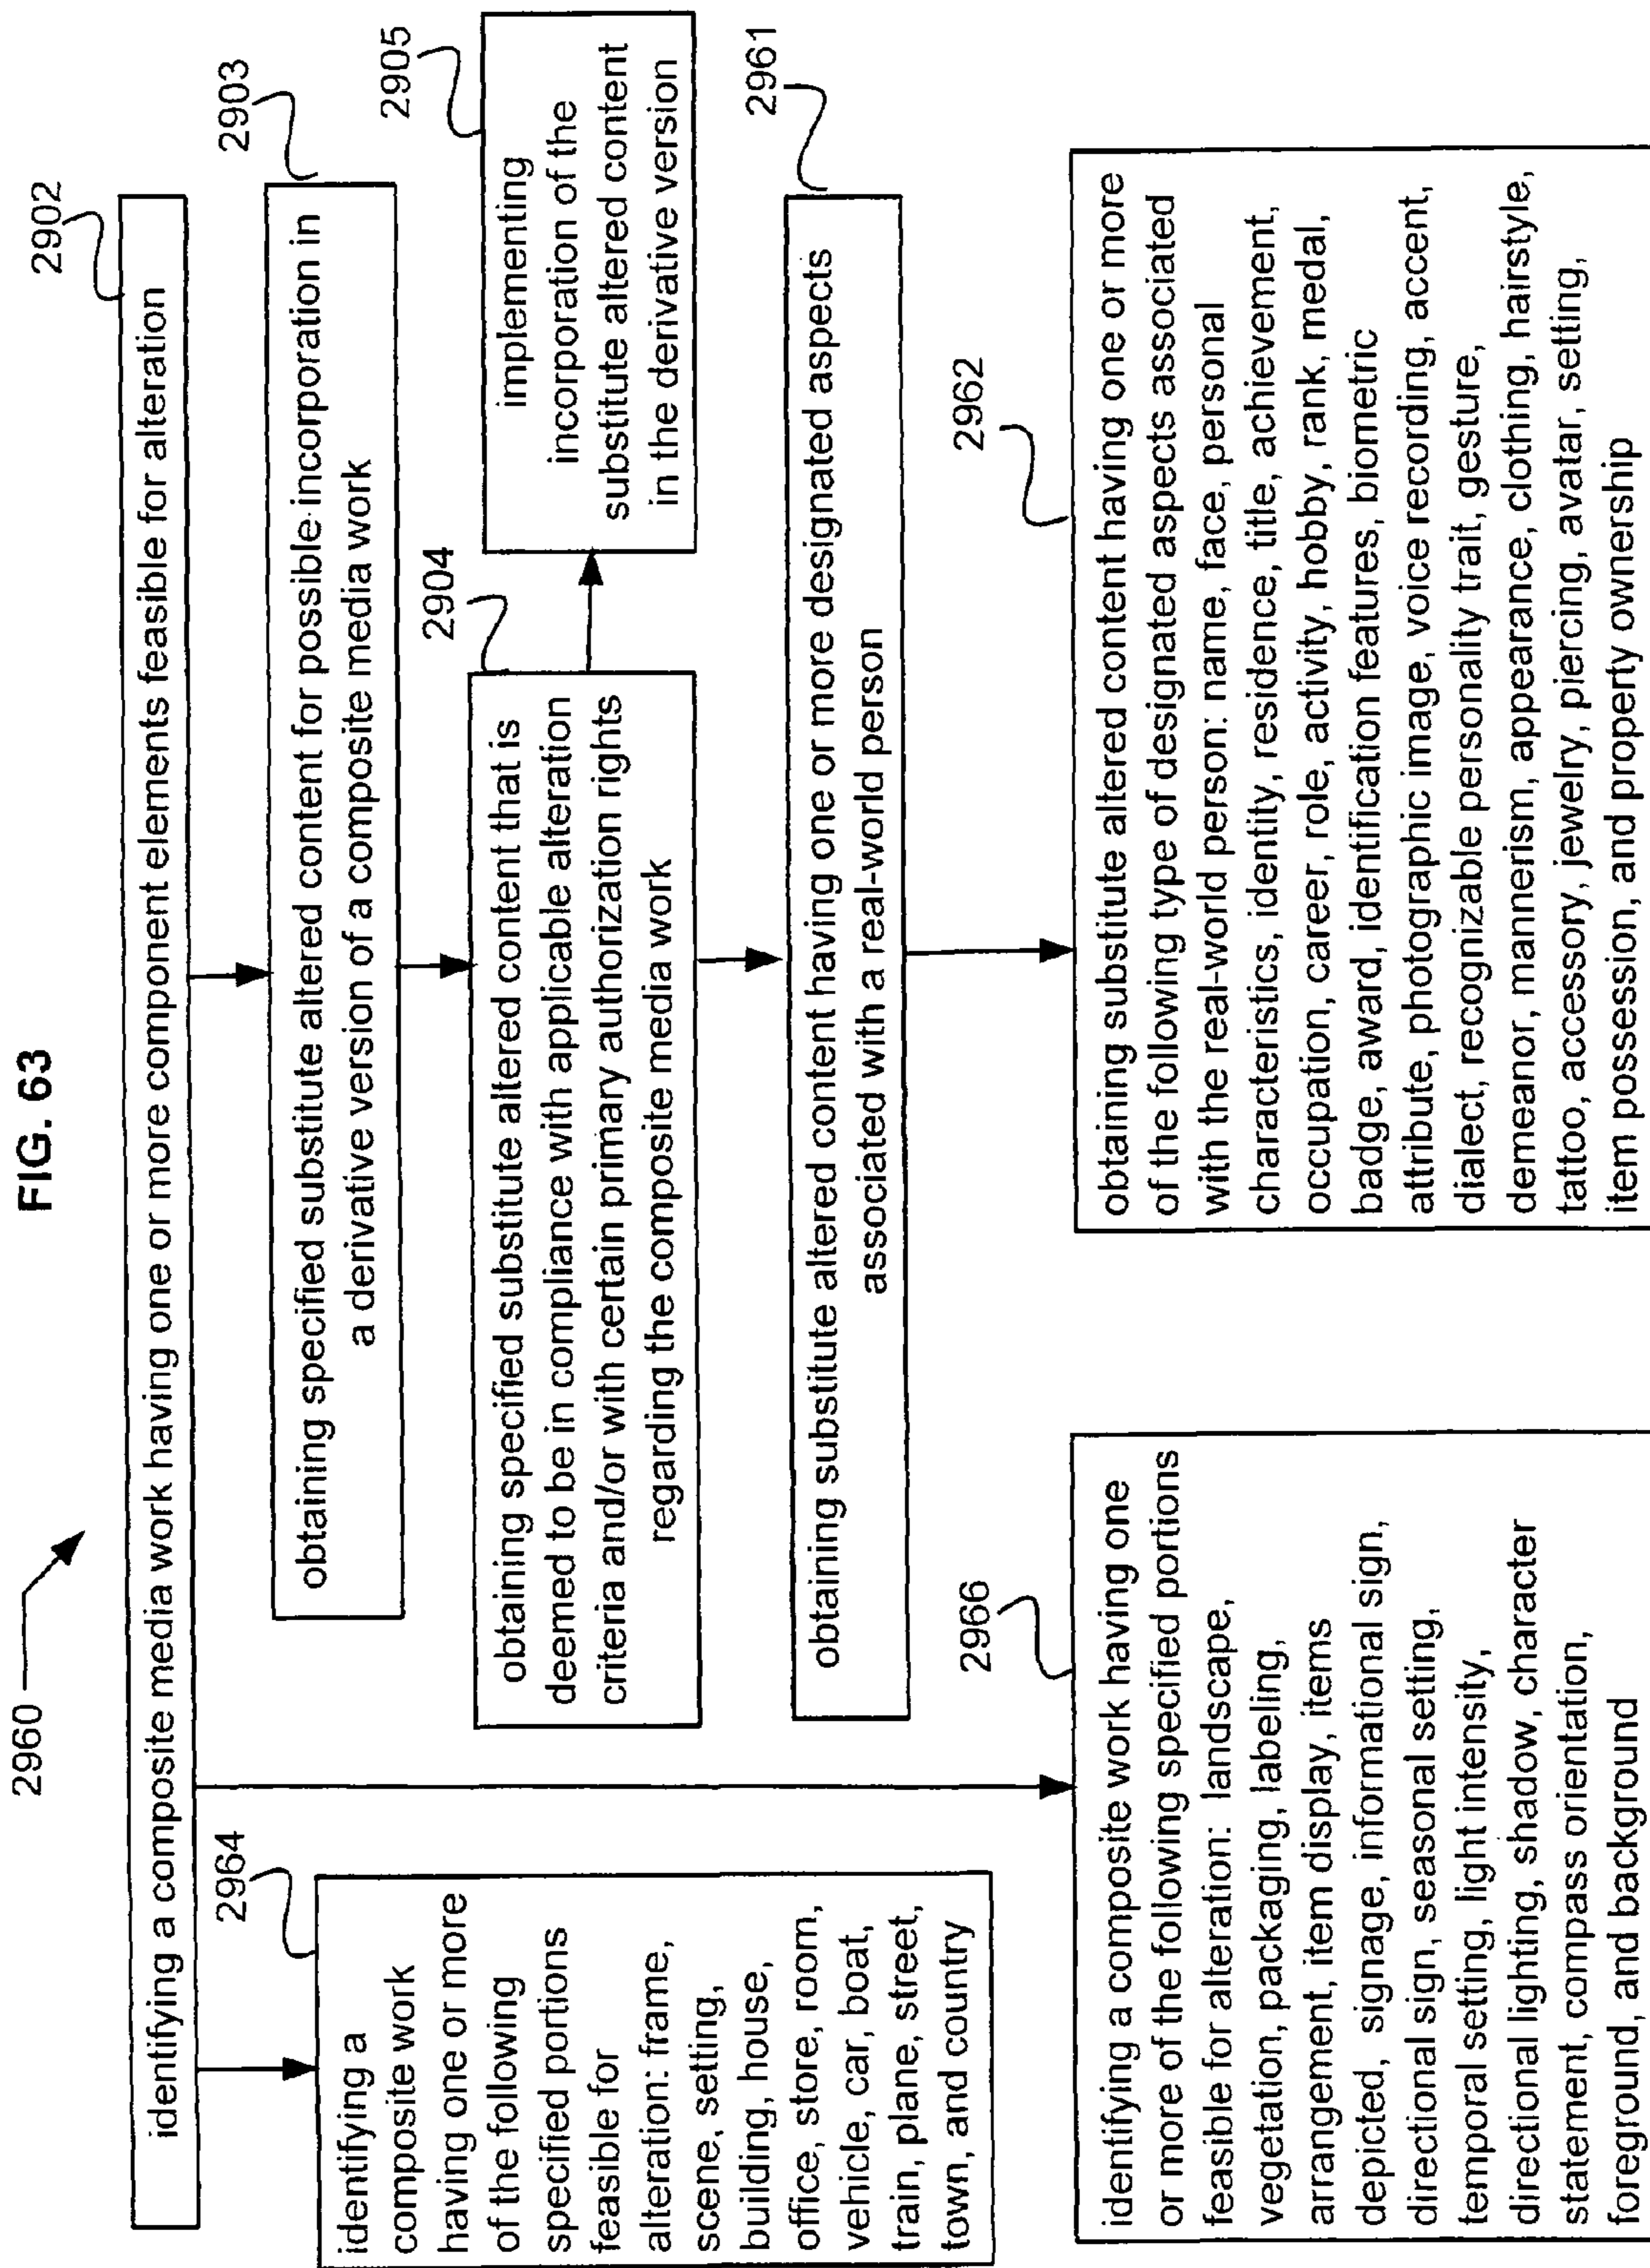 FIG. 63
2960
2902
identifying a composite media work having one or more component elements feasible for alteration
2903
obtaining specified substitute altered content for possible incorporation in
a derivative version of a composite media work
2904
obtaining specified substitute altered content that is
deemed to be in compliance with applicable alteration
criteria and/or with certain primary authorization rights
regarding the composite media work
2905
implementing
incorporation of the
substitute altered content
in the derivative version
2961
obtaining substitute altered content having one or more designated aspects
associated with a real-world person
2964
identifying a
composite work
having one or more
of the following
specified portions
feasible for
alteration: frame,
scene, setting,
building, house,
office, store, room,
vehicle, car, boat,
train, plane, street,
town, and country
2966
identifying a composite work having one
or more of the following specified portions
feasible for alteration: landscape,
vegetation, packaging, labeling,
arrangement, item display, items
depicted, signage, informational sign,
directional sign, seasonal setting,
temporal setting, light intensity,
directional lighting, shadow, character
statement, compass orientation,
foreground, and background
2962
obtaining substitute altered content having one or more
of the following type of designated aspects associated
with the real-world person: name, face, personal
characteristics, identity, residence, title, achievement,
occupation, career, role, activity, hobby, rank, medal,
badge, award, identification features, biometric
attribute, photographic image, voice recording, accent,
dialect, recognizable personality trait, gesture,
demeanor, mannerism, appearance, clothing, hairstyle,
tattoo, accessory, jewelry, piercing, avatar, setting,
item possession, and property ownership